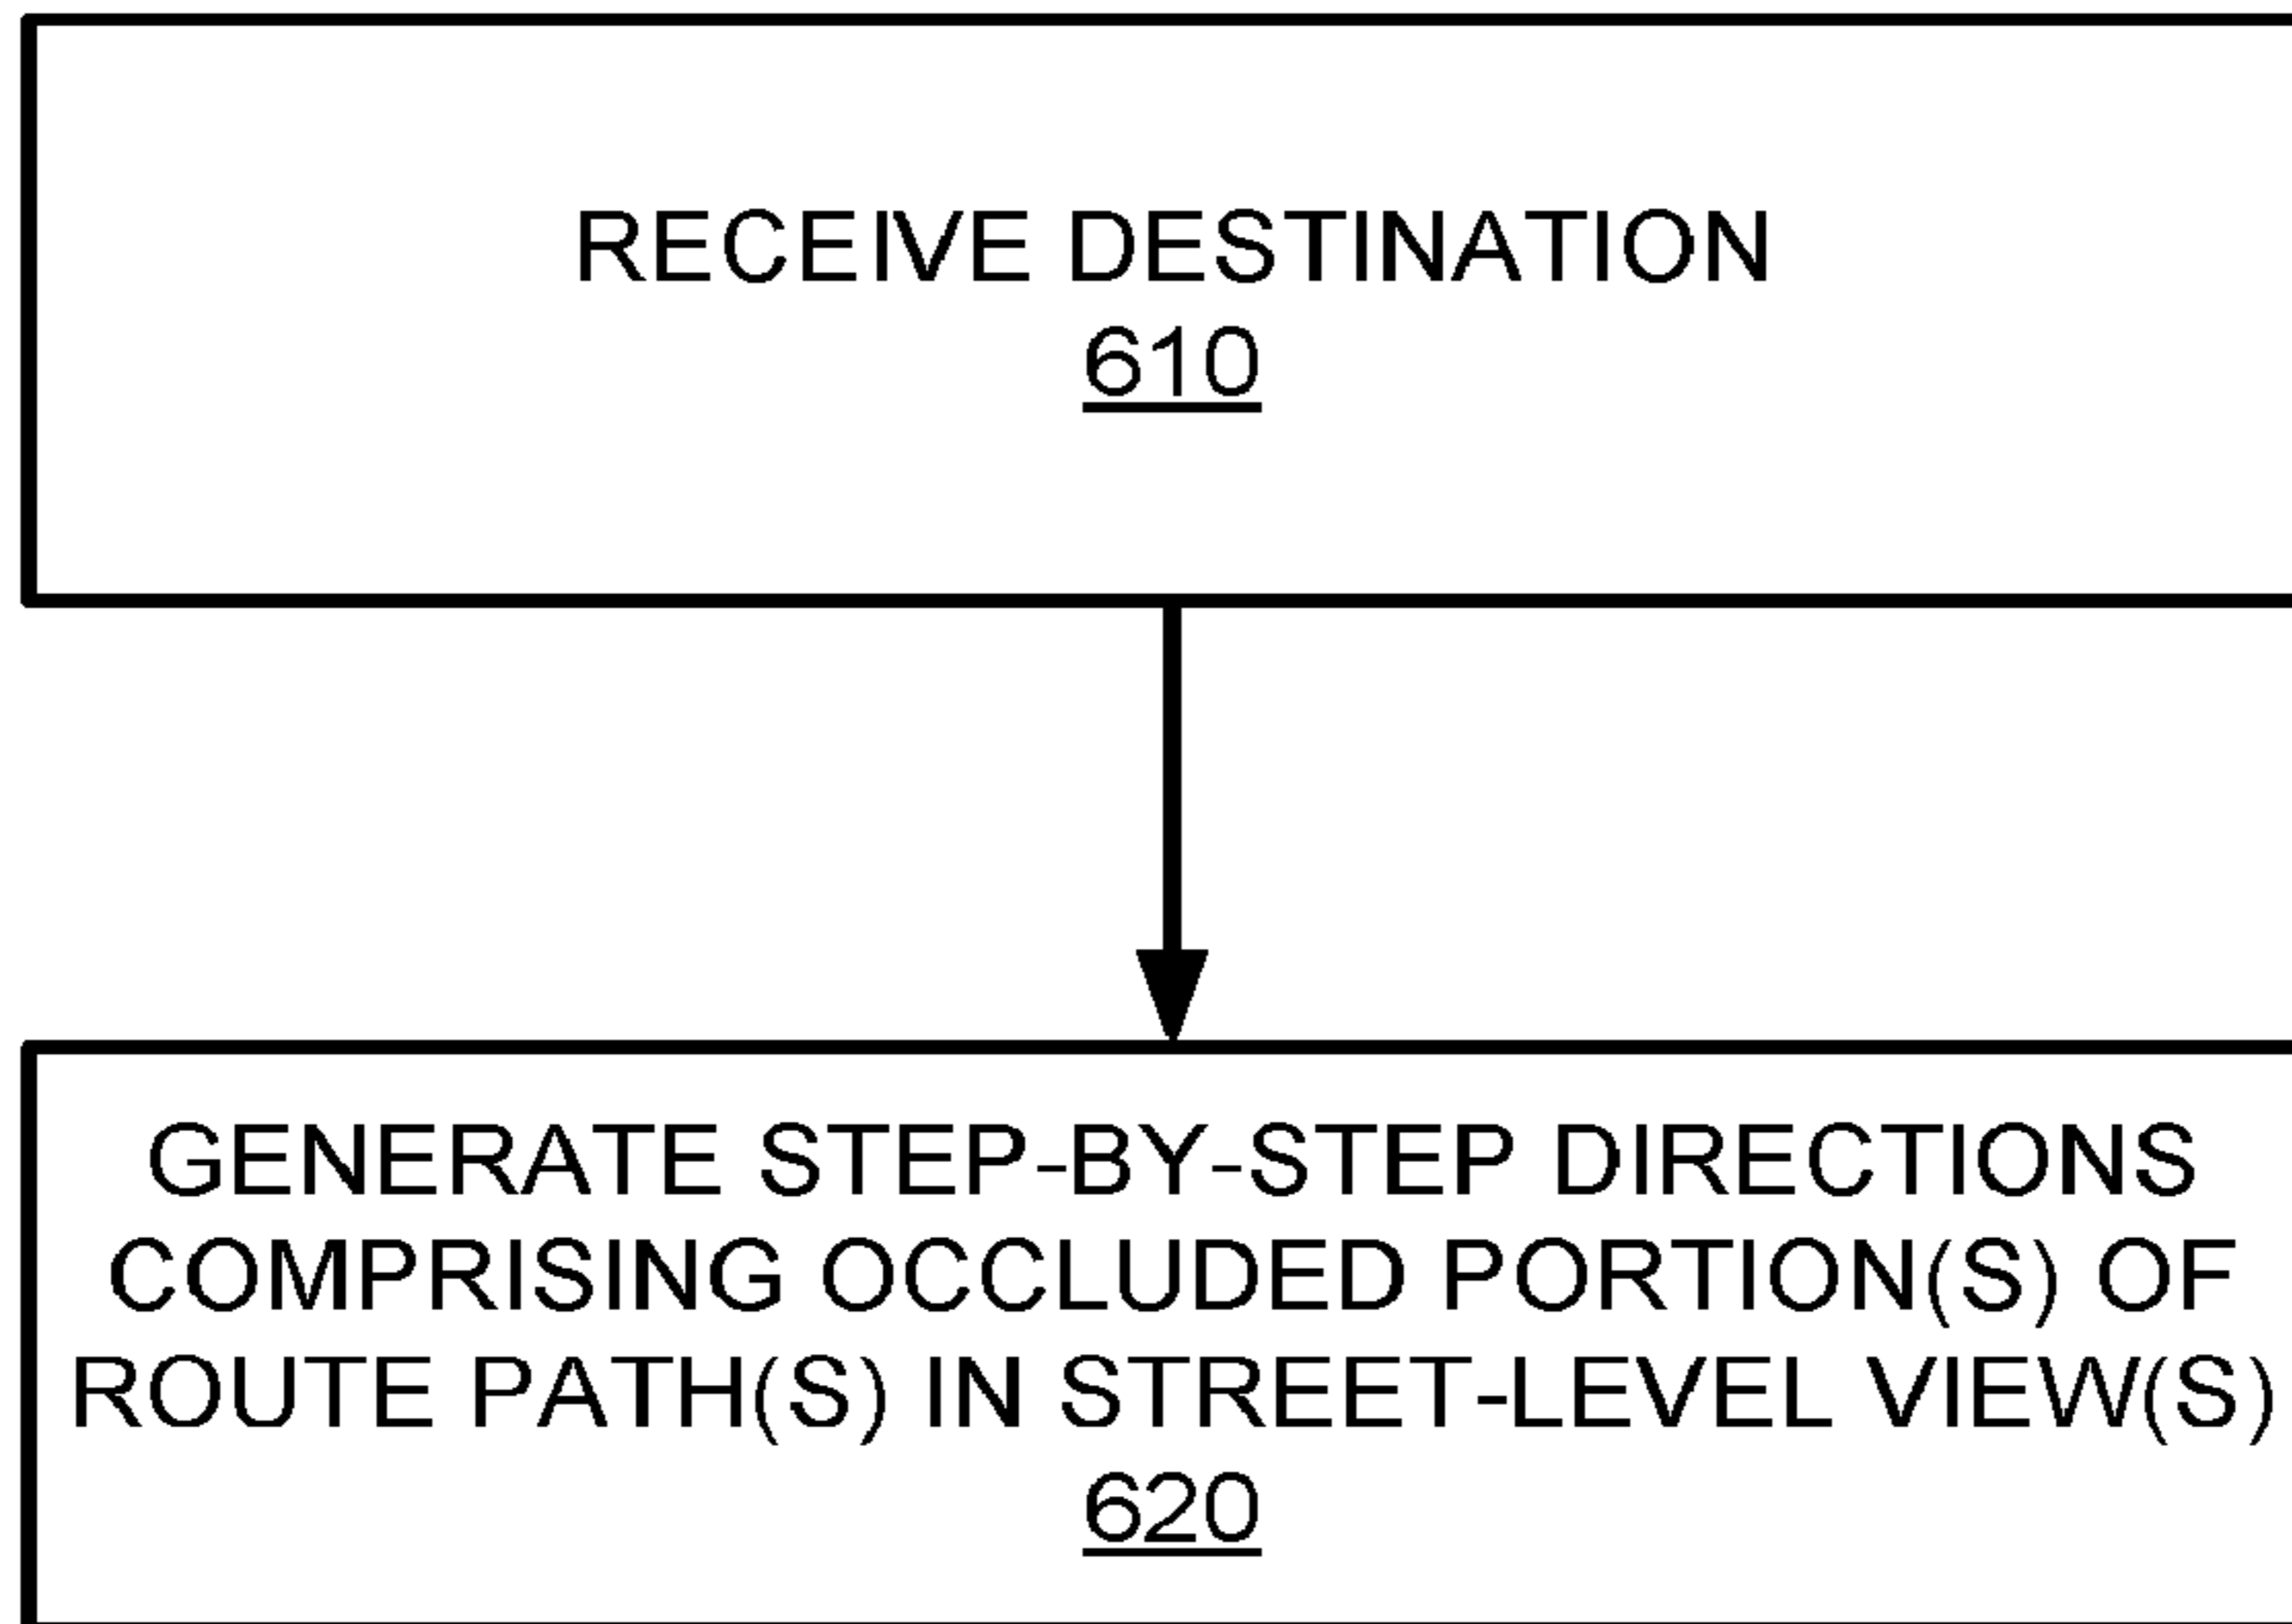 RECEIVE DESTINATION
610
GENERATE STEP-BY-STEP DIRECTIONS
COMPRISING OCCLUDED PORTION(S) OF
ROUTE PATH(S) IN STREET-LEVEL VIEW(S)
620